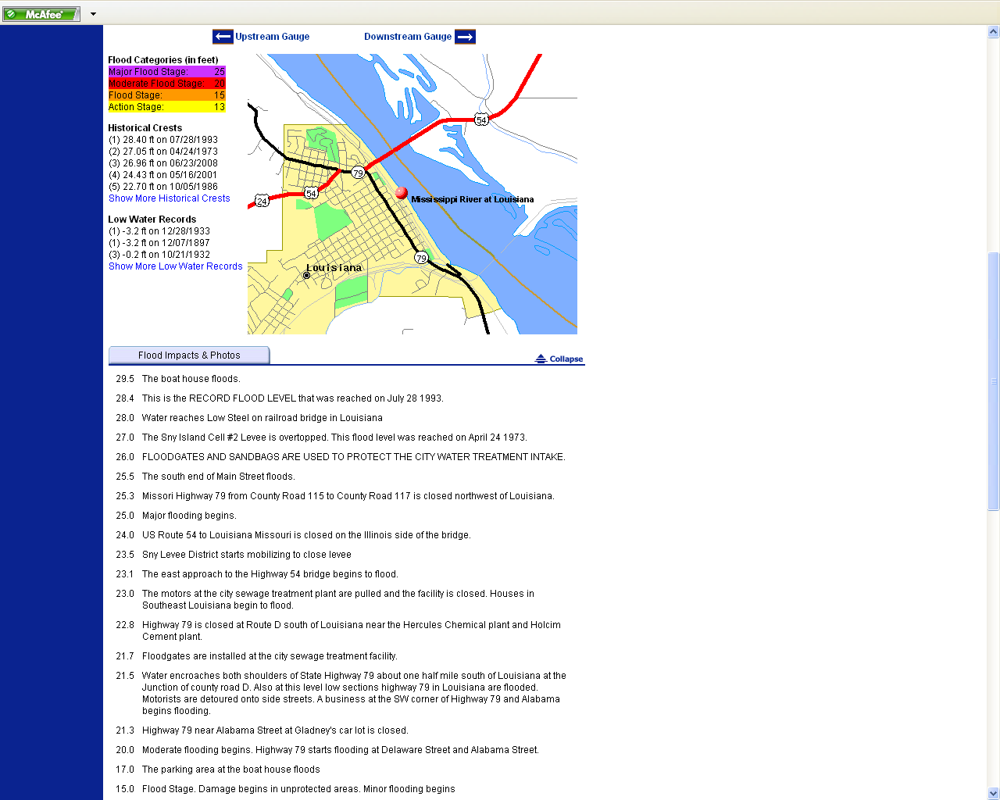 McAfee
Upstream Gauge Downstream Gauge
Flood Categories (in feet)
Major Flood Stage: 25
Moderate Flood Stage: 20
Flood Stage: 15
Action Stage: 13
Historical Crests
(1) 28.40 ft on 07/28/1993
(2) 27.05 ft on 04/24/1973
(3) 26.96 ft on 06/23/2008
(4) 24.43 ft on 05/16/2001
(5) 22.70 ft on 10/05/1986
Show More Historical Crests
Low Water Records
(1) -3.2 ft on 12/28/1933
(1) -3.2 ft on 12/07/1897
(3) -0.2 ft on 10/21/1932
Show More Low Water Records
54
79
54
24
Mississippi River at Louisiana
79
Louisiana
Flood Impacts & Photos
Collapse
29.5 The boat house floods.
28.4 This is the RECORD FLOOD LEVEL that was reached on July 28 1993.
28.0 Water reaches Low Steel on railroad bridge in Louisiana
27.0 The Sny Island Cell #2 Levee is overtopped. This flood level was reached on April 24 1973.
26.0 FLOODGATES AND SANDBAGS ARE USED TO PROTECT THE CITY WATER TREATMENT INTAKE.
25.5 The south end of Main Street floods.
25.3 Missori Highway 79 from County Road 115 to County Road 117 is closed northwest of Louisiana.
25.0 Major flooding begins.
24.0 US Route 54 to Louisiana Missouri is closed on the Illinois side of the bridge.
23.5 Sny Levee District starts mobilizing to close levee
23.1 The east approach to the Highway 54 bridge begins to flood.
23.0 The motors at the city sewage treatment plant are pulled and the facility is closed. Houses in
Southeast Louisiana begin to flood.
22.8 Highway 79 is closed at Route D south of Louisiana near the Hercules Chemical plant and Holcim
Cement plant.
21.7 Floodgates are installed at the city sewage treatment facility.
21.5 Water encroaches both shoulders of State Highway 79 about one half mile south of Louisiana at the
Junction of county road D. Also at this level low sections highway 79 in Louisiana are flooded.
Motorists are detoured onto side streets. A business at the SW corner of Highway 79 and Alabama
begins flooding.
21.3 Highway 79 near Alabama Street at Gladney's car lot is closed.
20.0 Moderate flooding begins. Highway 79 starts flooding at Delaware Street and Alabama Street.
17.0 The parking area at the boat house floods
15.0 Flood Stage. Damage begins in unprotected areas. Minor flooding begins